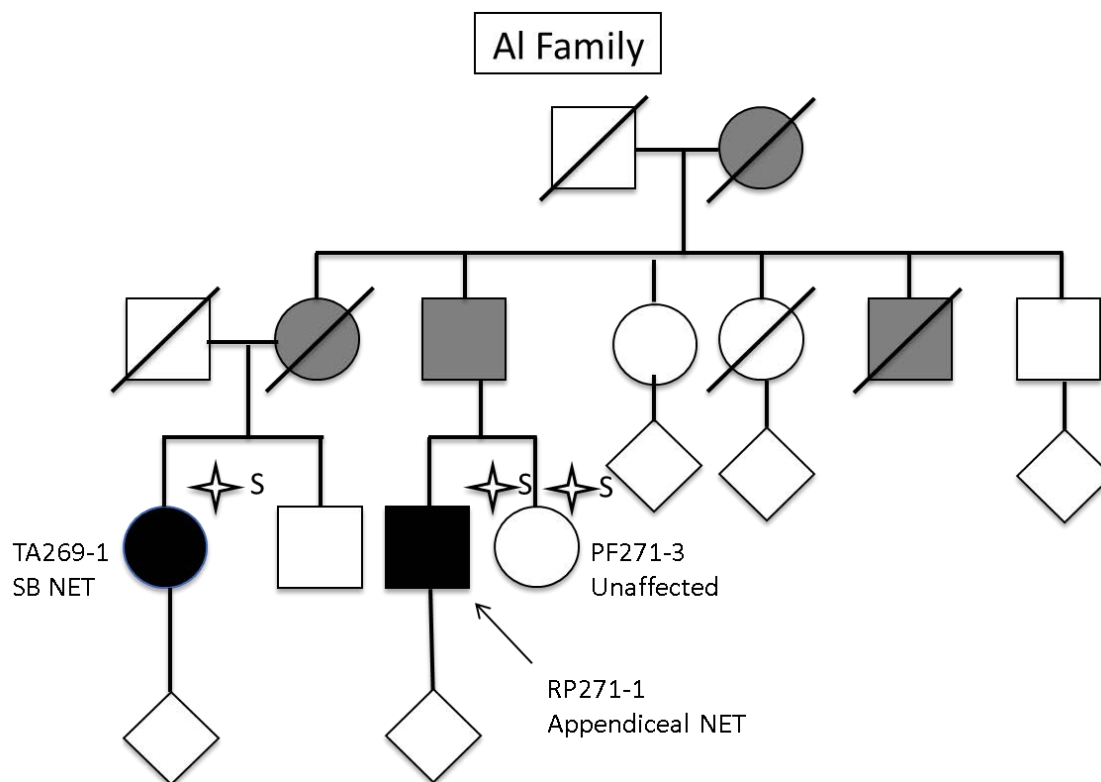 Al Family
S
S
S
TA269-1
SB NET
PF271-3
Unaffected
RP271-1
Appendiceal NET